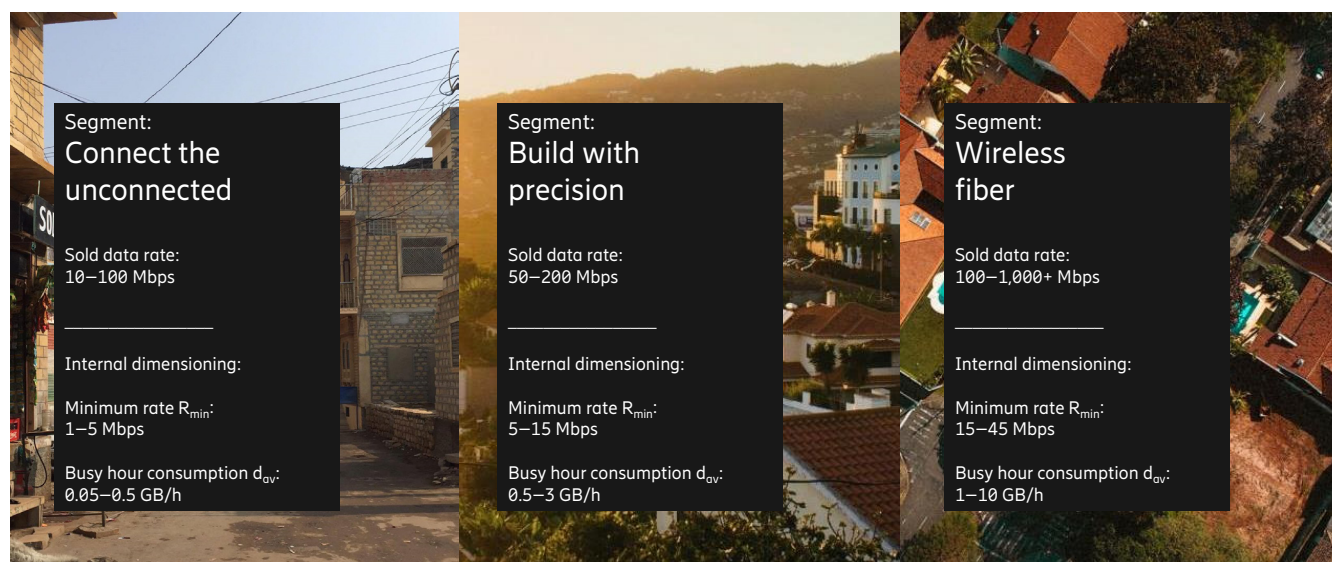 Segment:
Connect the
unconnected
Sold data rate:
10–100 Mbps
Internal dimensioning:
Minimum rate Rmin:
1–5 Mbps
Busy hour consumption dav:
0.05–0.5 GB/h
Segment:
Build with
precision
Sold data rate:
50–200 Mbps
Internal dimensioning:
Minimum rate Rmin:
5–15 Mbps
Busy hour consumption dav:
0.5–3 GB/h
Segment:
Wireless
fiber
Sold data rate:
100–1,000+ Mbps
Internal dimensioning:
Minimum rate Rmin:
15–45 Mbps
Busy hour consumption dav:
1–10 GB/h